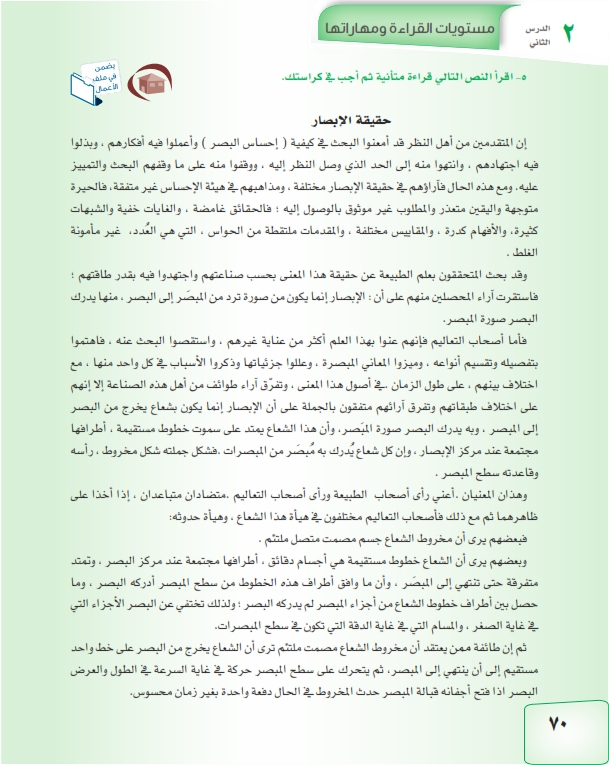 ٢
الدرس
الثاني
مستويات القراءة ومهاراتها
يضمن
في ملف
الأعمال
٥- اقرأ النص التالي قراءة متأنية ثم أجب في كراستك.
حقيقة الإبصار
إن المتقدمين من أهل النظر قد أمعنوا البحث في كيفية ( إحساس البصر ) وأعملوا فيه أفكارهم ، وبذلوا
فيه اجتهادهم ، وانتهوا منه إلى الحد الذي وصل النظر إليه ، ووقفوا منه على ما وقفهم البحث والتمييز
عليه. ومع هذه الحال فآراؤهم في حقيقة الإبصار مختلفة ، ومذاهبهم في هيئة الإحساس غير متفقة، فالحيرة
متوجهة واليقين متعذر والمطلوب غير موثوق بالوصول إليه ؛ فالحقائق غامضة ، والغايات خفية والشبهات
كثيرة، والأفهام كدرة ، والمقاييس مختلفة ، والمقدمات ملتقطة من الحواس ، التي هي العُدد، غير مأمونة
الغلط .
وقد بحث المتحققون بعلم الطبيعة عن حقيقة هذا المعنى بحسب صناعتهم واجتهدوا فيه بقدر طاقتهم ؛
فاستقرت آراء المحصلين منهم على أن : الإبصار إنما يكون من صورة ترد من المبصَر إلى البصر ، منها يدرك
البصر صورة المبصر.
فأما أصحاب التعاليم فإنهم عنوا بهذا العلم أكثر من عناية غيرهم ، واستقصوا البحث عنه ، فاهتموا
بتفصيله وتقسيم أنواعه ، وميزوا المعاني المبصرة ، وعللوا جزئياتها وذكروا الأسباب في كل واحد منها ، مع
اختلاف بينهم ، على طول الزمان ،في أصول هذا المعنى ، وتفرّق آراء طوائف من أهل هذه الصناعة إلا إنهم
على اختلاف طبقاتهم وتفرق آرائهم متفقون بالجملة على أن الإبصار إنما يكون بشعاع يخرج من البصر
إلى المبصر ، وبه يدرك البصر صورة المبَصر، وأن هذا الشعاع يمتد على سموت خطوط مستقيمة ، أطرافها
مجتمعة عند مركز الإبصار ، وإن كل شعاع يُدرك به مُبصَر من المبصرات .فشكل جملته شكل مخروط ، رأسه
وقاعدته سطح المبصر .
وهذان المعنيان .أعني رأى أصحاب الطبيعة ورأى أصحاب التعاليم .متضادان متباعدان ، إذا أخذا على
ظاهرهما ثم مع ذلك فأصحاب التعاليم مختلفون في هيأة هذا الشعاع ، وهيأة حدوثه:
فبعضهم يرى أن مخروط الشعاع جسم مصمت متصل ملتئم .
وبعضهم يرى أن الشعاع خطوط مستقيمة هي أجسام دقائق ، أطرافها مجتمعة عند مركز البصر ، وتمتد
متفرقة حتى تنتهي إلى المبصَر ، وأن ما وافق أطراف هذه الخطوط من سطح المبصر أدركه البصر ، وما
حصل بين أطراف خطوط الشعاع من أجزاء المبصر لم يدركه البصر ؛ ولذلك تختفي عن البصر الأجزاء التي
في غاية الصغر ، والمسام التي في غاية الدقة التي تكون في سطح المبصرات.
ثم إن طائفة ممن يعتقد أن مخروط الشعاع مصمت ملتئم ترى أن الشعاع يخرج من البصر على خط واحد
مستقيم إلى أن ينتهي إلى المبصر، ثم يتحرك على سطح المبصر حركة في غاية السرعة في الطول والعرض
البصر اذا فتح أجفانه قبالة المبصر حدث المخروط في الحال دفعة واحدة بغير زمان محسوس.
٧٠